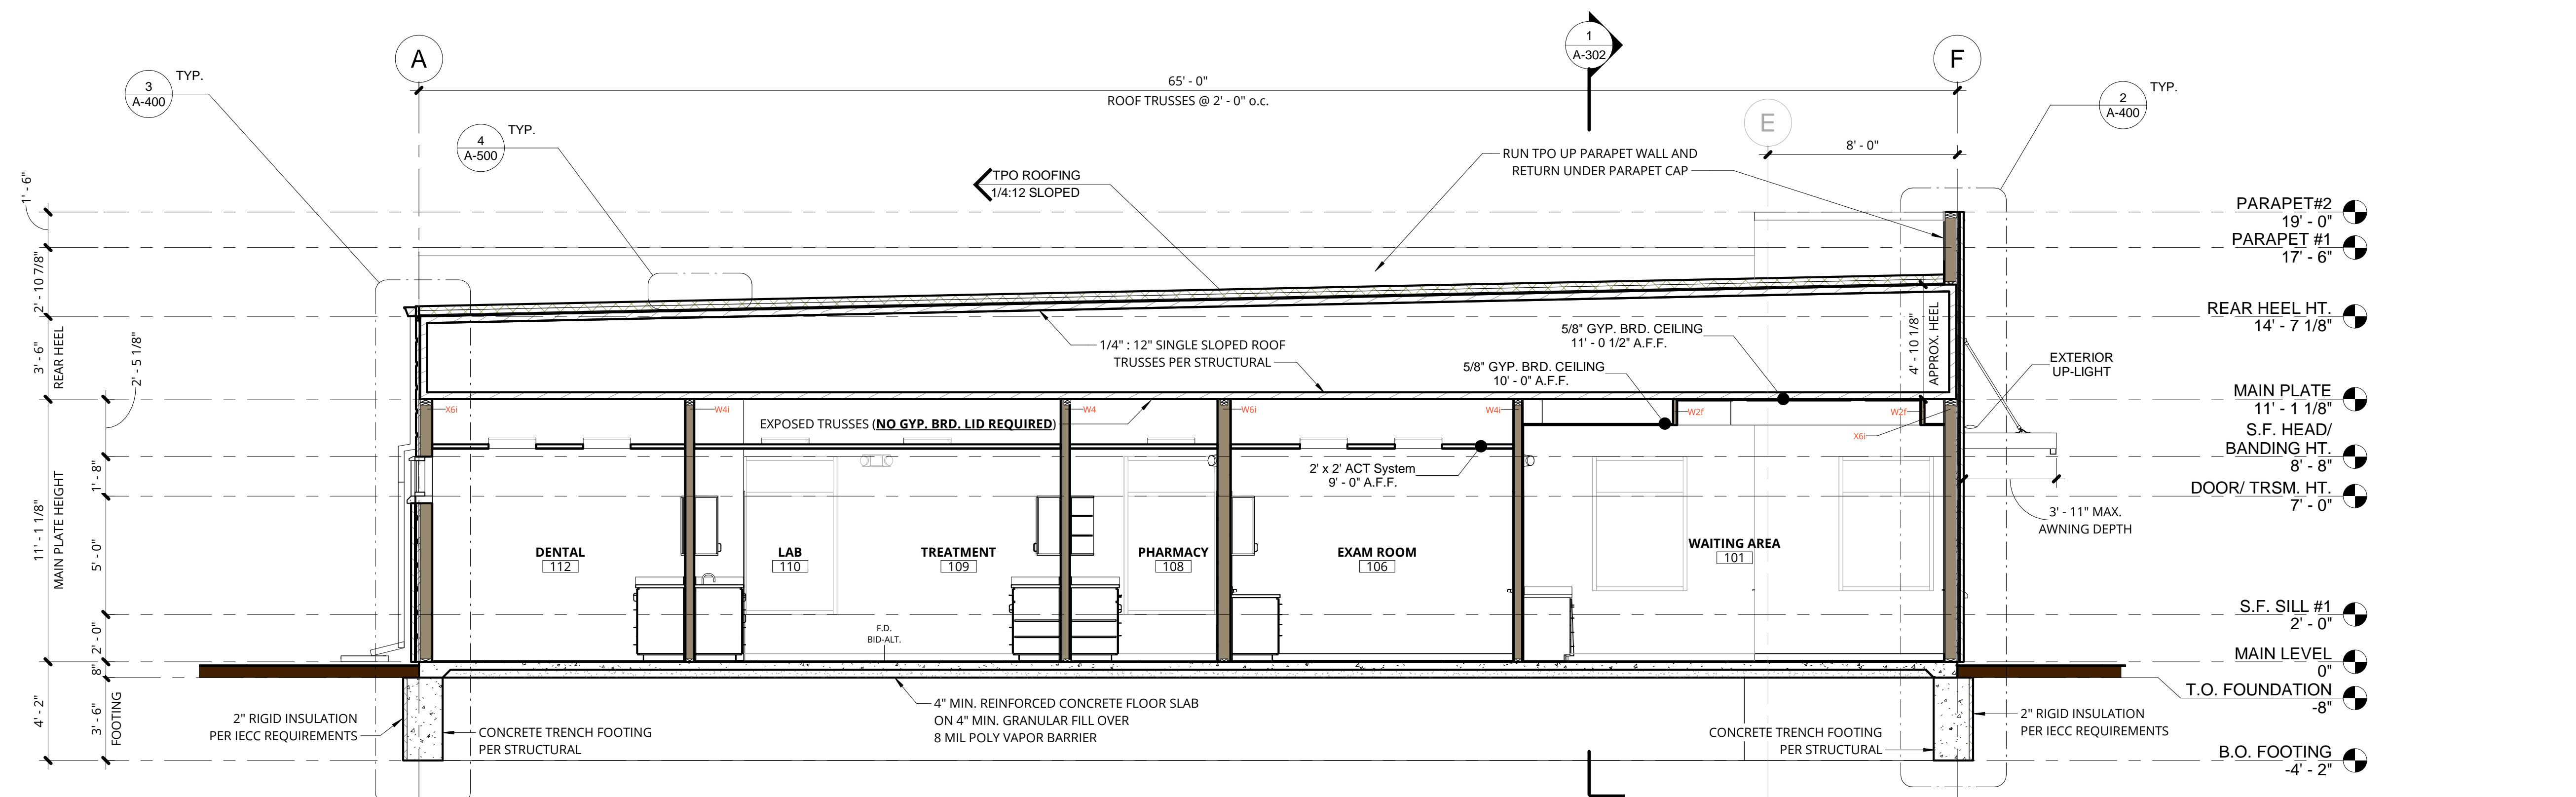 A
1
A-302
F
3
A-400
TYP.
65' - 0"
ROOF TRUSSES @ 2' - 0" o.c.
2
A-400
TYP.
E
4
A-500
TYP.
8' - 0"
RUN TPO UP PARAPET WALL AND
RETURN UNDER PARAPET CAP
TPO ROOFING
1/4:12 SLOPED
1' - 6"
2' - 10 7/8"
3' - 6"
REAR HEEL
2' - 5 1/8"
11' - 1 1/8"
MAIN PLATE HEIGHT
1' - 8"
5' - 0"
2' - 0"
8"
4' - 2"
3' - 6"
FOOTING
PARAPET#2
19' - 0"
PARAPET #1
17' - 6"
REAR HEEL HT.
14' - 7 1/8"
MAIN PLATE
11' - 1 1/8"
S.F. HEAD/
BANDING HT.
8' - 8"
DOOR/ TRSM. HT.
7' - 0"
S.F. SILL #1
2' - 0"
MAIN LEVEL
0"
T.O. FOUNDATION
-8"
B.O. FOOTING
-4' - 2"
1/4" : 12" SINGLE SLOPED ROOF
TRUSSES PER STRUCTURAL
5/8" GYP. BRD. CEILING
11' - 0 1/2" A.F.F.
5/8" GYP. BRD. CEILING
10' - 0" A.F.F.
4' - 10 1/8"
APPROX. HEEL
EXTERIOR
UP-LIGHT
X6i
W4i
EXPOSED TRUSSES (NO GYP. BRD. LID REQUIRED)
W4
W6i
W4i
W2f
W2f
X6i
2' x 2' ACT System
9' - 0" A.F.F.
3' - 11" MAX.
AWNING DEPTH
DENTAL
112
LAB
110
TREATMENT
109
PHARMACY
108
EXAM ROOM
106
WAITING AREA
101
F.D.
BID-ALT.
2" RIGID INSULATION
PER IECC REQUIREMENTS
CONCRETE TRENCH FOOTING
PER STRUCTURAL
4" MIN. REINFORCED CONCRETE FLOOR SLAB
ON 4" MIN. GRANULAR FILL OVER
8 MIL POLY VAPOR BARRIER
CONCRETE TRENCH FOOTING
PER STRUCTURAL
2" RIGID INSULATION
PER IECC REQUIREMENTS